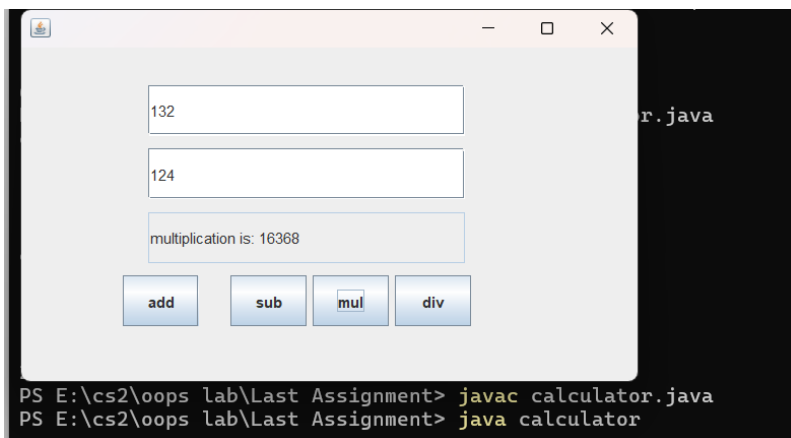 132
r.java
124
multiplication is: 16368
add sub mul div
PS E:\cs2\oops lab\Last Assignment> javac calculator.java
PS E:\cs2\oops lab\Last Assignment> java calculator